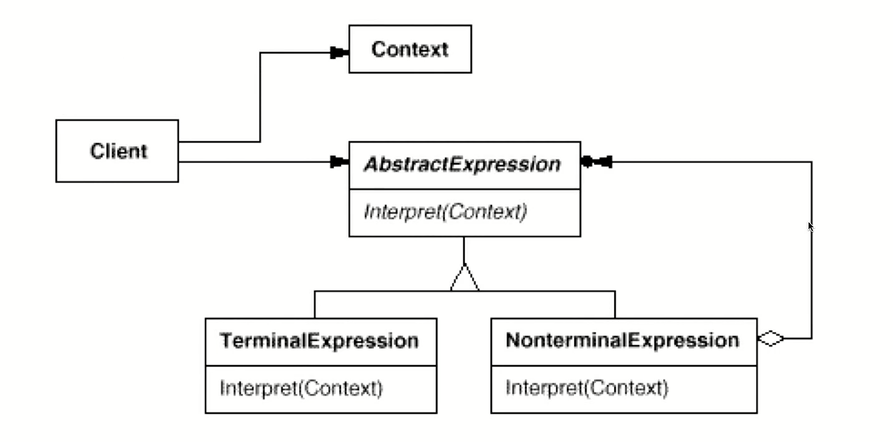 Context
Client
AbstractExpression
Interpret(Context)
TerminalExpression
Interpret(Context)
NonterminalExpression
Interpret(Context)